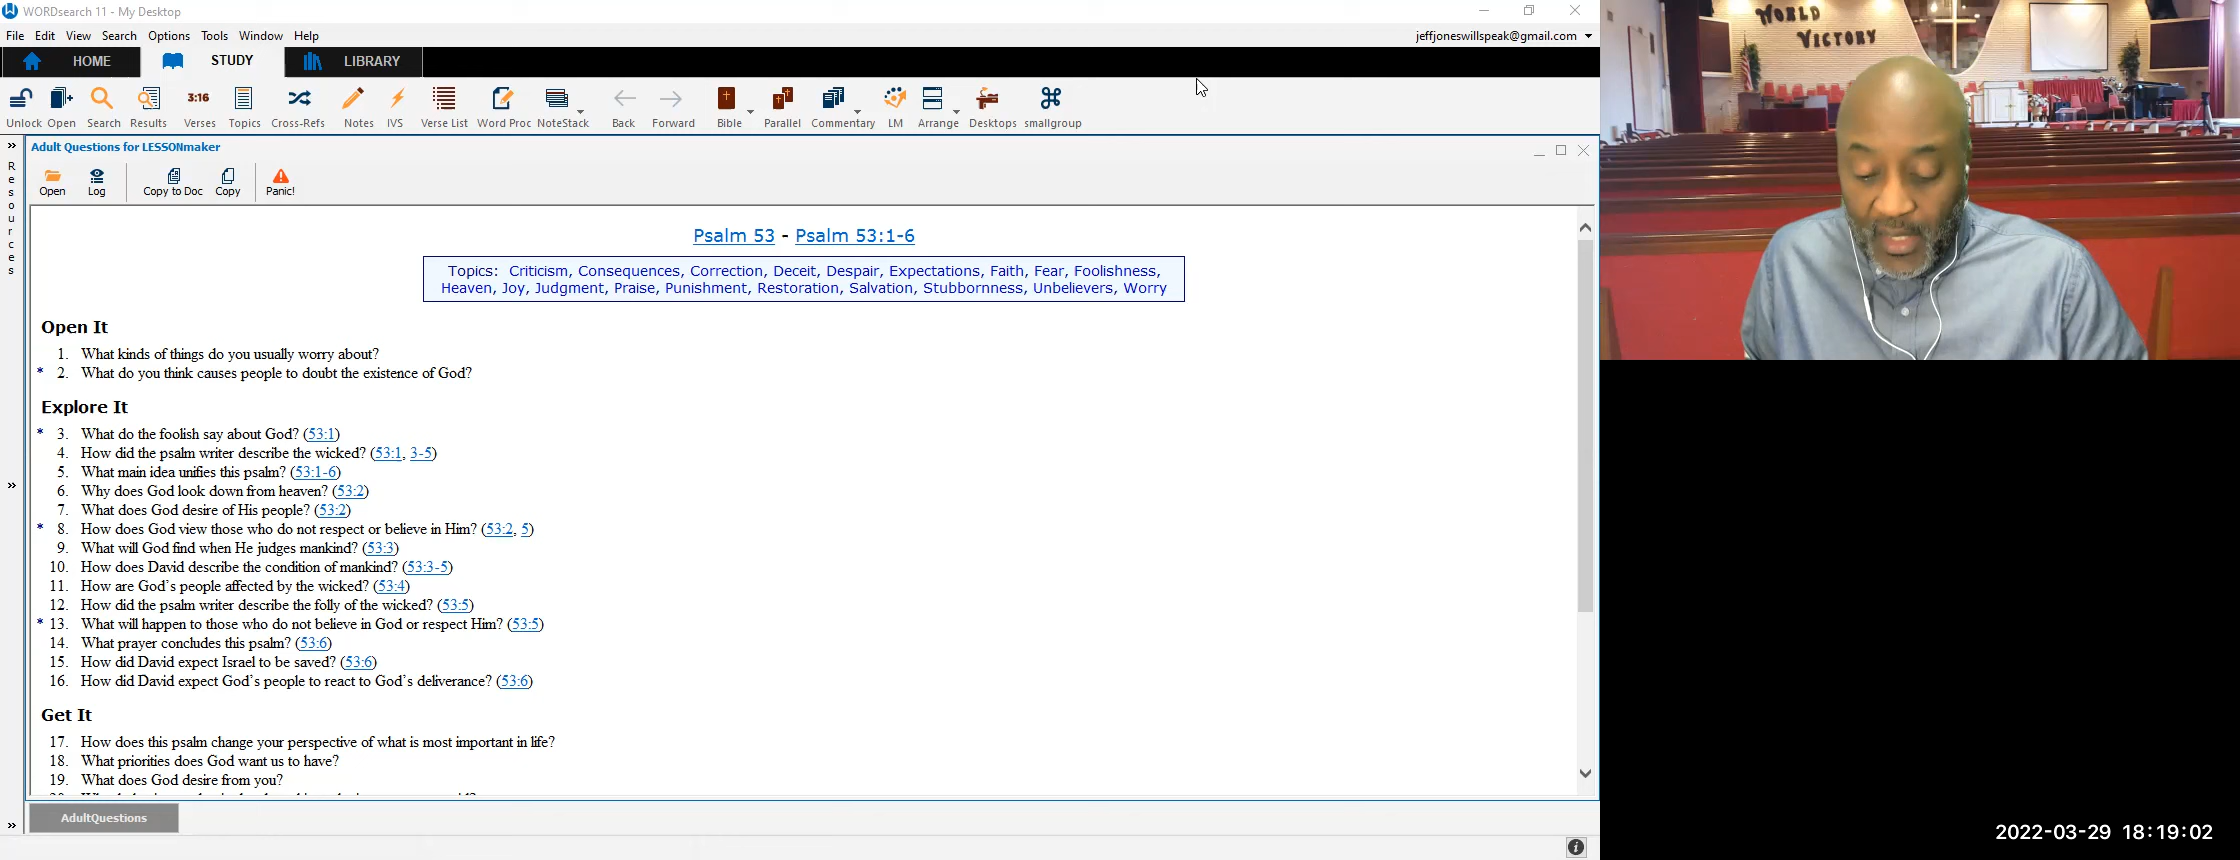 WORDsearch 11 - My Desktop
File Edit View Search Options Tools Window Help
jeffjoneswillspeak@gmail.com
HOME STUDY LIBRARY
3:16
Unlock Open Search Results Verses Topics Cross-Refs Notes IVS Verse List Word Proc NoteStack Back Forward Bible Parallel Commentary LM Arrange Desktops smallgroup
Resources
Adult Questions for LESSONmaker
Open Log Copy to Doc Copy Panic!
Psalm 53 - Psalm 53:1-6
Topics: Criticism, Consequences, Correction, Deceit, Despair, Expectations, Faith, Fear, Foolishness,
Heaven, Joy, Judgment, Praise, Punishment, Restoration, Salvation, Stubbornness, Unbelievers, Worry
Open It
1. What kinds of things do you usually worry about?
* 2. What do you think causes people to doubt the existence of God?
Explore It
* 3. What do the foolish say about God? (53:1)
4. How did the psalm writer describe the wicked? (53:1, 3-5)
5. What main idea unifies this psalm? (53:1-6)
6. Why does God look down from heaven? (53:2)
7. What does God desire of His people? (53:2)
* 8. How does God view those who do not respect or believe in Him? (53:2, 5)
9. What will God find when He judges mankind? (53:3)
10. How does David describe the condition of mankind? (53:3-5)
11. How are God's people affected by the wicked? (53:4)
12. How did the psalm writer describe the folly of the wicked? (53:5)
* 13. What will happen to those who do not believe in God or respect Him? (53:5)
14. What prayer concludes this psalm? (53:6)
15. How did David expect Israel to be saved? (53:6)
16. How did David expect God's people to react to God's deliverance? (53:6)
Get It
17. How does this psalm change your perspective of what is most important in life?
18. What priorities does God want us to have?
19. What does God desire from you?
AdultQuestions
WORLD
VICTORY
2022-03-29 18:19:02